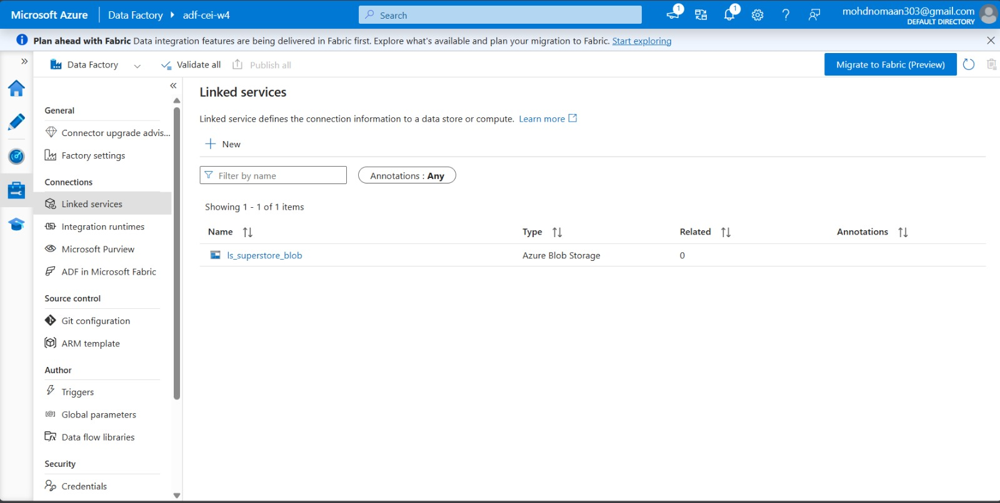 Microsoft Azure
Data Factory
adf-cei-w4
Search
1
1
mohdnomaan303@gmail.com
DEFAULT DIRECTORY
Plan ahead with Fabric Data integration features are being delivered in Fabric first. Explore what's available and plan your migration to Fabric. Start exploring
Data Factory
Validate all
Publish all
Migrate to Fabric (Preview)
General
Connector upgrade advis...
Factory settings
Connections
Linked services
Integration runtimes
Microsoft Purview
ADF in Microsoft Fabric
Source control
Git configuration
ARM template
Author
Triggers
Global parameters
Data flow libraries
Security
Credentials
Linked services
Linked service defines the connection information to a data store or compute. Learn more
New
Filter by name
Annotations : Any
Showing 1 - 1 of 1 items
Name Type Related Annotations
ls_superstore_blob Azure Blob Storage 0